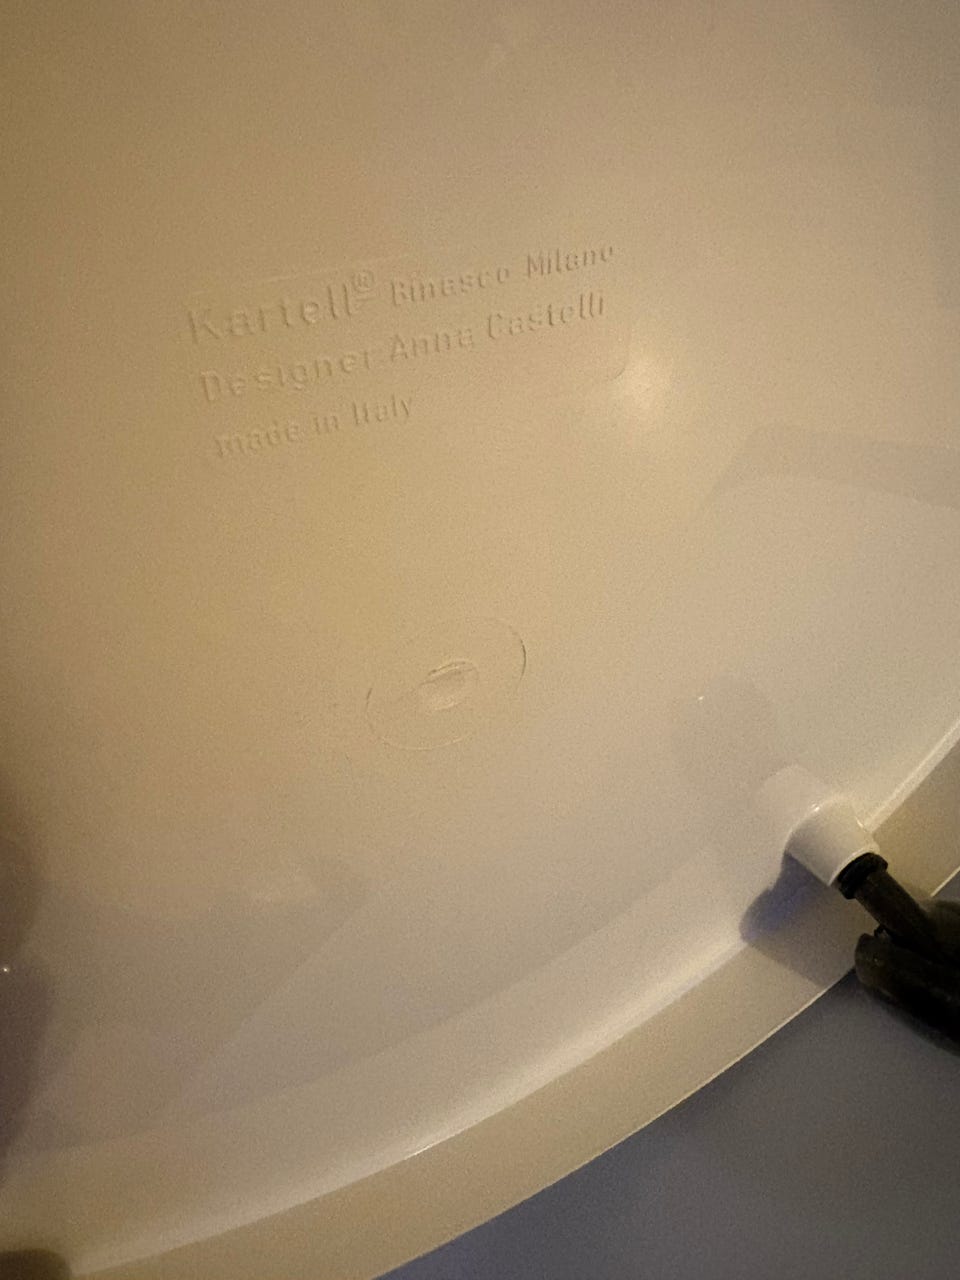 Kartell® Binasco Milano
Designer Anna Castelli
made in Italy